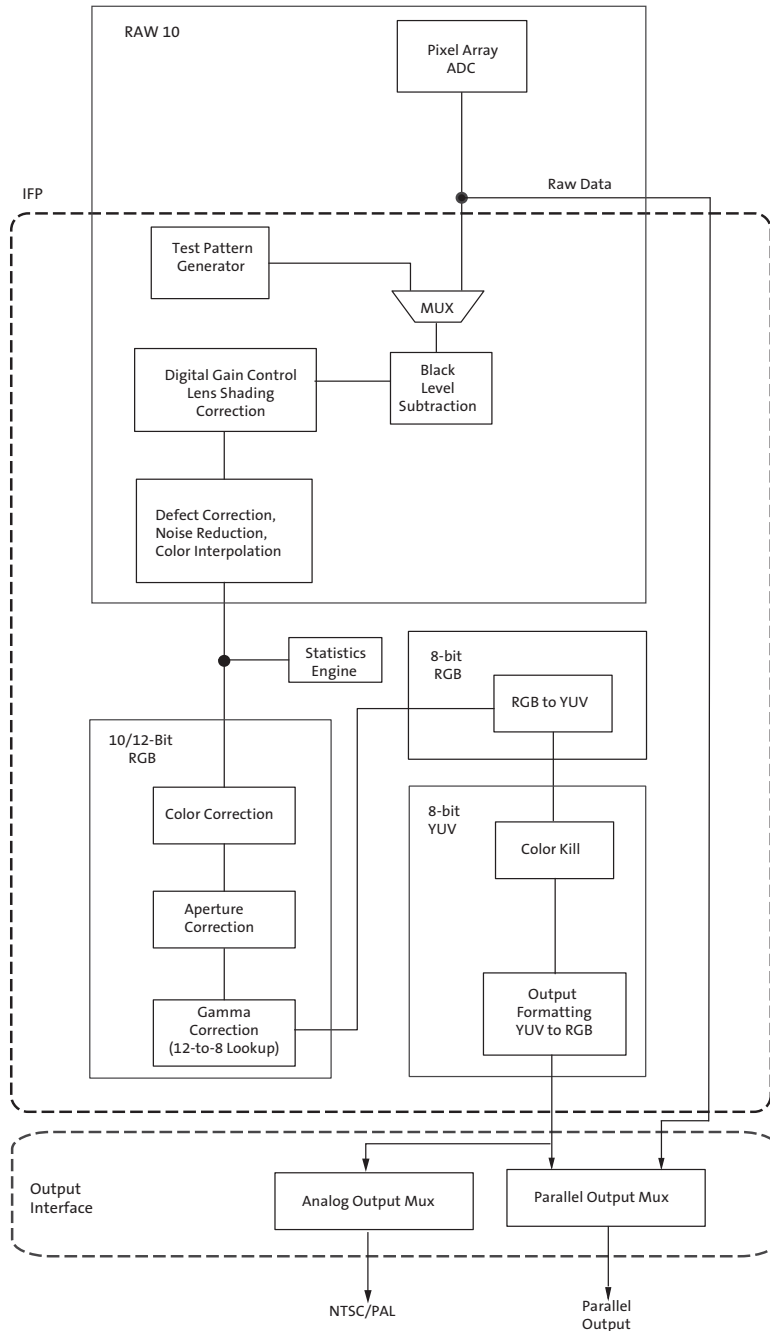 RAW 10
Pixel Array
ADC
IFP
Raw Data
Test Pattern
Generator
MUX
Digital Gain Control
Lens Shading
Correction
Black
Level
Subtraction
Defect Correction,
Noise Reduction,
Color Interpolation
Statistics
Engine
8-bit
RGB
RGB to YUV
10/12-Bit
RGB
Color Correction
8-bit
YUV
Color Kill
Aperture
Correction
Gamma
Correction
(12-to-8 Lookup)
Output
Formatting
YUV to RGB
Output
Interface
Analog Output Mux
Parallel Output Mux
NTSC/PAL
Parallel
Output